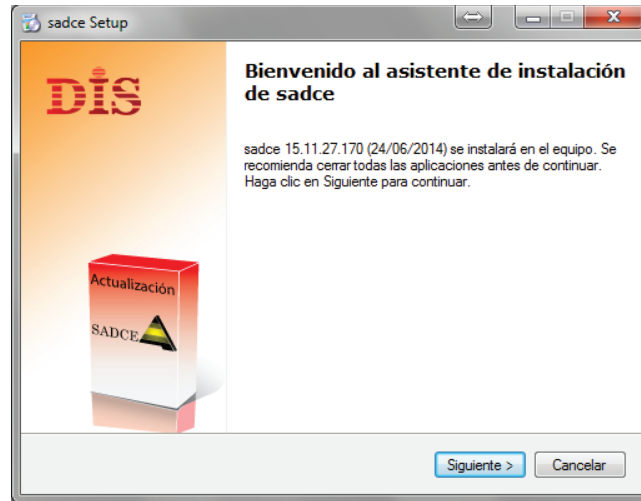 sadce Setup
DIS
Bienvenido al asistente de instalación
de sadce
sadce 15.11.27.170 (24/06/2014) se instalará en el equipo. Se
recomienda cerrar todas las aplicaciones antes de continuar.
Haga clic en Siguiente para continuar.
Actualización
SADCE
Siguiente >
Cancelar